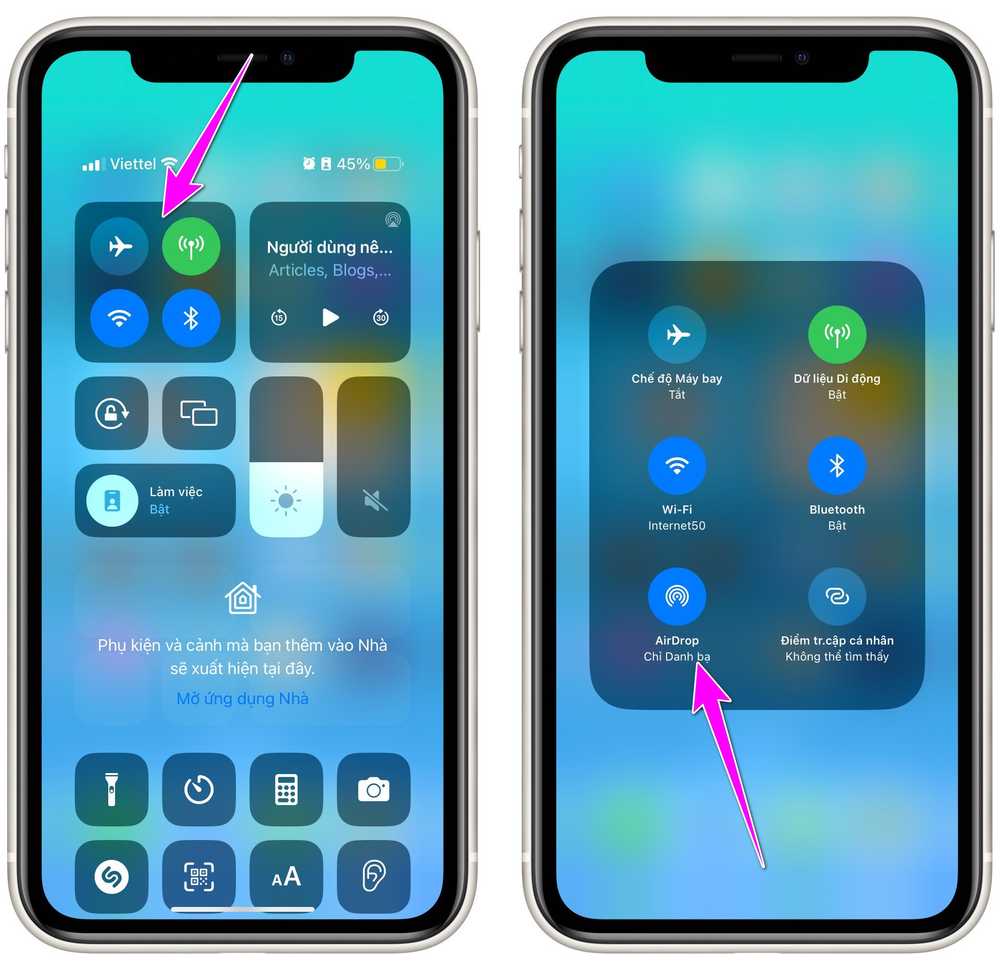 Viettel
45%
Người dùng nê...
Articles, Blogs,...
15
30
Làm việc
Bật
Phụ kiện và cảnh mà bạn thêm vào Nhà
sẽ xuất hiện tại đây.
Mở ứng dụng Nhà
AA
Chế độ Máy bay
Tắt
Dữ liệu Di động
Bật
Wi-Fi
Internet50
Bluetooth
Bật
AirDrop
Chỉ Danh bạ
Điểm tr.cập cá nhân
Không thể tìm thấy